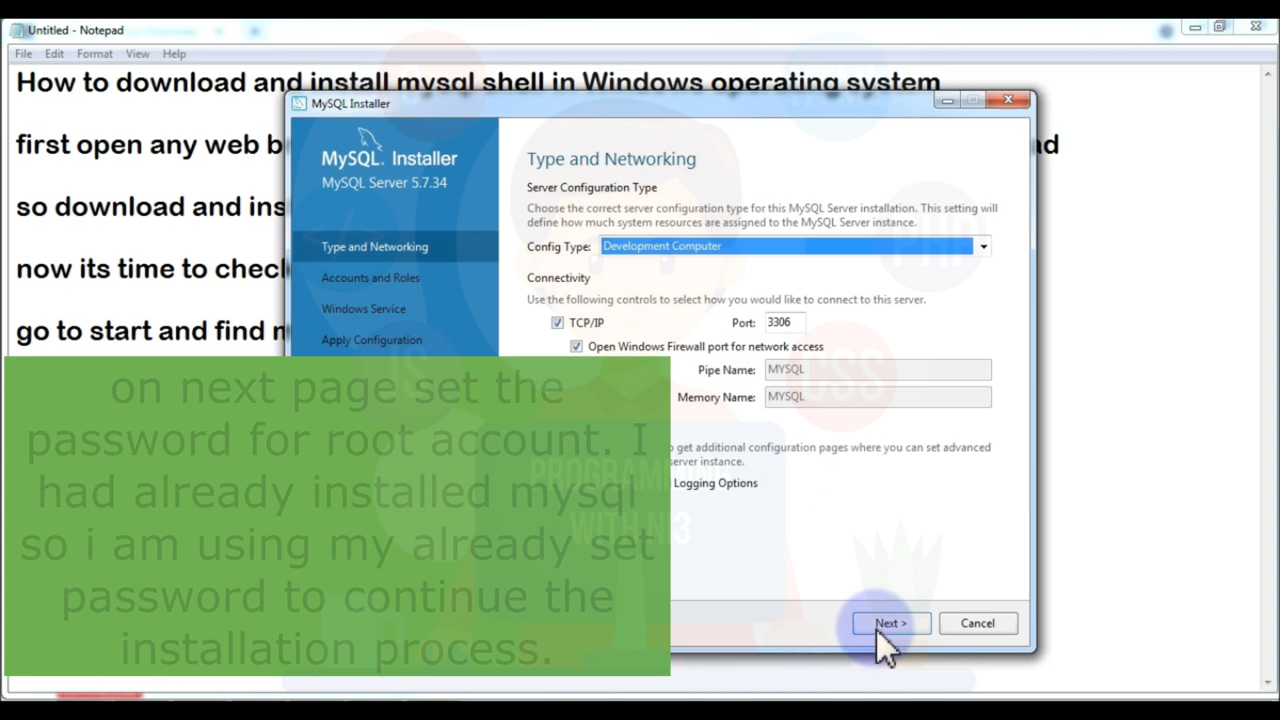 Untitled - Notepad
File Edit Format View Help
How to download and install mysql shell in Windows operating system
first open any web
so download and
now its time to check
go to start and find
MySQL Installer
MySQL. Installer
MySQL Server 5.7.34
Type and Networking
Accounts and Roles
Windows Service
Apply Configuration
Type and Networking
Server Configuration Type
Choose the correct server configuration type for this MySQL Server installation. This setting will
define how much system resources are assigned to the MySQL Server instance.
Config Type: Development Computer
Connectivity
Use the following controls to select how you would like to connect to this server.
TCP/IP Port: 3306
Open Windows Firewall port for network access
Pipe Name: MYSQL
Memory Name: MYSQL
get additional configuration pages where you can set advanced
server instance.
Logging Options
Next > Cancel
on next page set the
password for root account. I
had already installed mysql
so i am using my already set
password to continue the
installation process.
PHP
JS
CSS
PROGRAMMING
WITH NI3